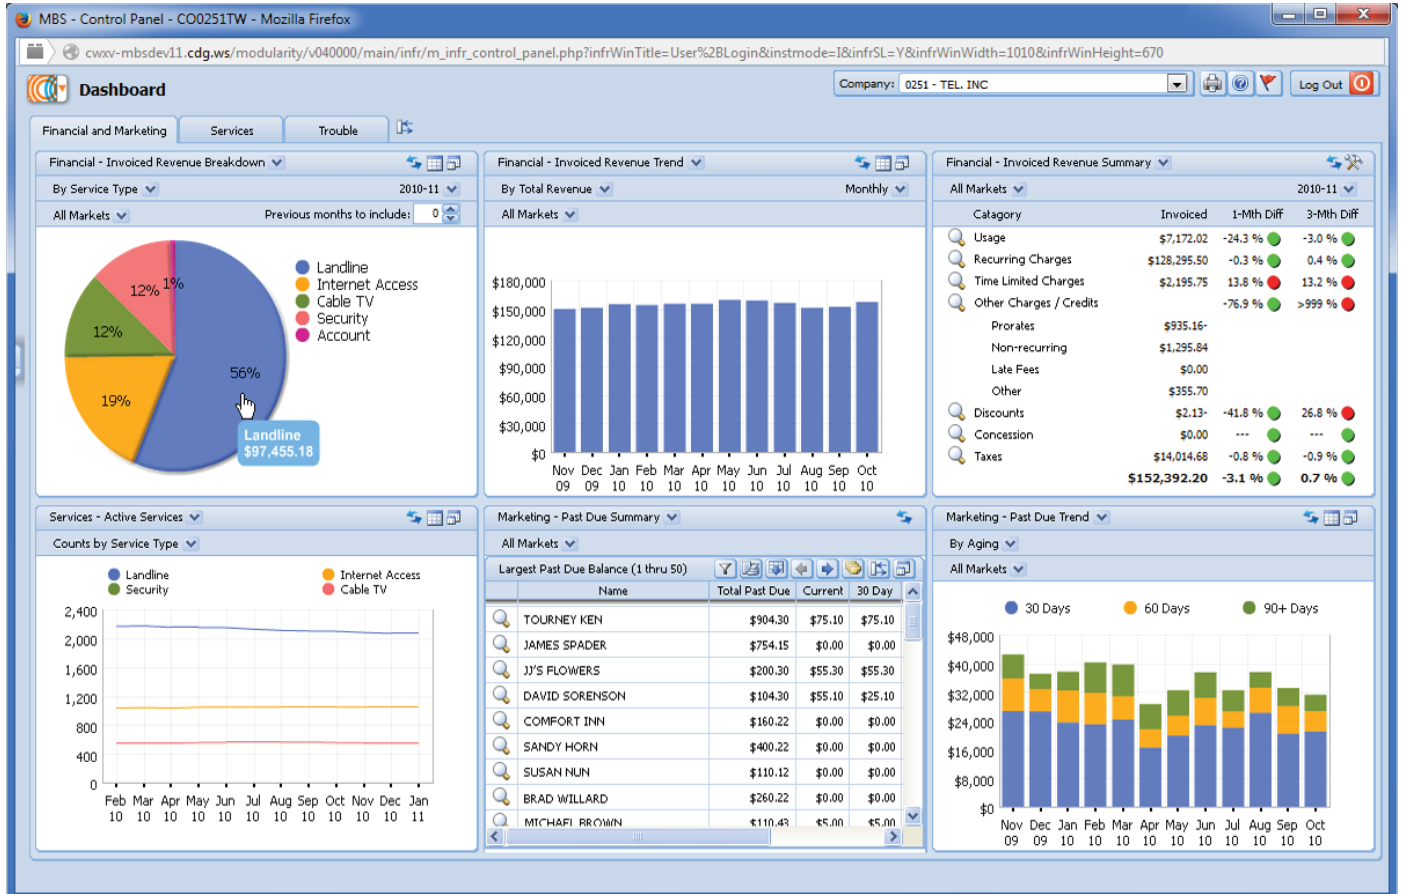 MBS - Control Panel - CO0251TW - Mozilla Firefox
cwxv-mbsdev11.cdg.ws/modularity/v040000/main/infr/m_infr_control_panel.php?infrWinTitle=User%2BLogin&instmode=I&infrSL=Y&infrWinWidth=1010&infrWinHeight=670
Dashboard
Company: 0251 - TEL. INC
Log Out
Financial and Marketing Services Trouble
Financial - Invoiced Revenue Breakdown
By Service Type 2010-11
All Markets Previous months to include: 0
Landline
Internet Access
Cable TV
Security
Account
1%
12%
12%
56%
19%
Landline
$97,455.18
Financial - Invoiced Revenue Trend
By Total Revenue Monthly
All Markets
$180,000
$150,000
$120,000
$90,000
$60,000
$30,000
$0
Nov Dec Jan Feb Mar Apr May Jun Jul Aug Sep Oct
09 09 10 10 10 10 10 10 10 10 10 10
Financial - Invoiced Revenue Summary
All Markets 2010-11
Catagory Invoiced 1-Mth Diff 3-Mth Diff
Usage $7,172.02 -24.3 % -3.0 %
Recurring Charges $128,295.50 -0.3 % 0.4 %
Time Limited Charges $2,195.75 13.8 % 13.2 %
Other Charges / Credits -76.9 % >999 %
Prorates $935.16-
Non-recurring $1,295.84
Late Fees $0.00
Other $355.70
Discounts $2.13- -41.8 % 26.8 %
Concession $0.00 --- ---
Taxes $14,014.68 -0.8 % -0.9 %
$152,392.20 -3.1 % 0.7 %
Services - Active Services
Counts by Service Type
Landline Internet Access
Security Cable TV
2,400
2,000
1,600
1,200
800
400
0
Feb Mar Apr May Jun Jul Aug Sep Oct Nov Dec Jan
10 10 10 10 10 10 10 10 10 10 10 11
Marketing - Past Due Summary
All Markets
Largest Past Due Balance (1 thru 50)
Name Total Past Due Current 30 Day
TOURNEY KEN $904.30 $75.10 $75.10
JAMES SPADER $754.15 $0.00 $0.00
JJ'S FLOWERS $200.30 $55.30 $55.30
DAVID SORENSON $104.30 $55.10 $25.10
COMFORT INN $160.22 $0.00 $0.00
SANDY HORN $400.22 $0.00 $0.00
SUSAN NUN $110.12 $0.00 $0.00
BRAD WILLARD $260.22 $0.00 $0.00
MICHAEL BROWN $110.43 $5.00 $5.00
Marketing - Past Due Trend
By Aging
All Markets
30 Days 60 Days 90+ Days
$48,000
$40,000
$32,000
$24,000
$16,000
$8,000
$0
Nov Dec Jan Feb Mar Apr May Jun Jul Aug Sep Oct
09 09 10 10 10 10 10 10 10 10 10 10